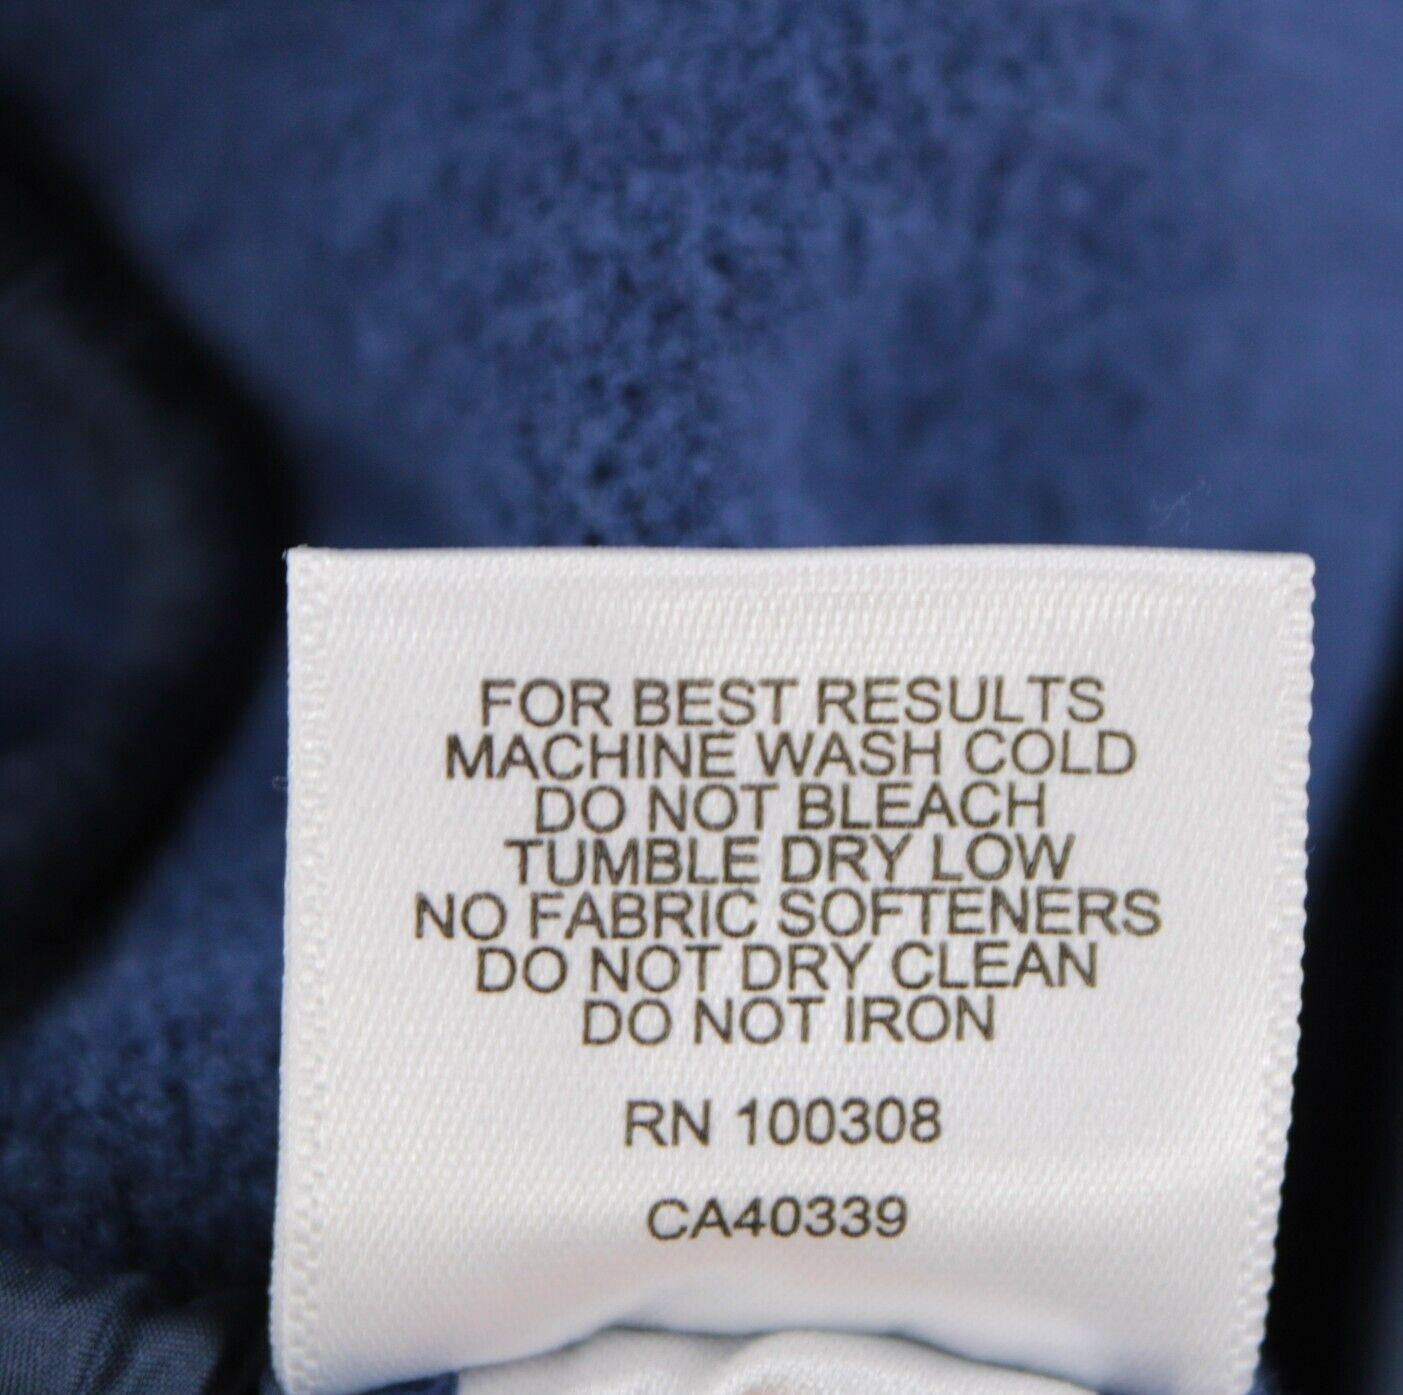 FOR BEST RESULTS
MACHINE WASH COLD
DO NOT BLEACH
TUMBLE DRY LOW
NO FABRIC SOFTENERS
DO NOT DRY CLEAN
DO NOT IRON
RN 100308
CA40339